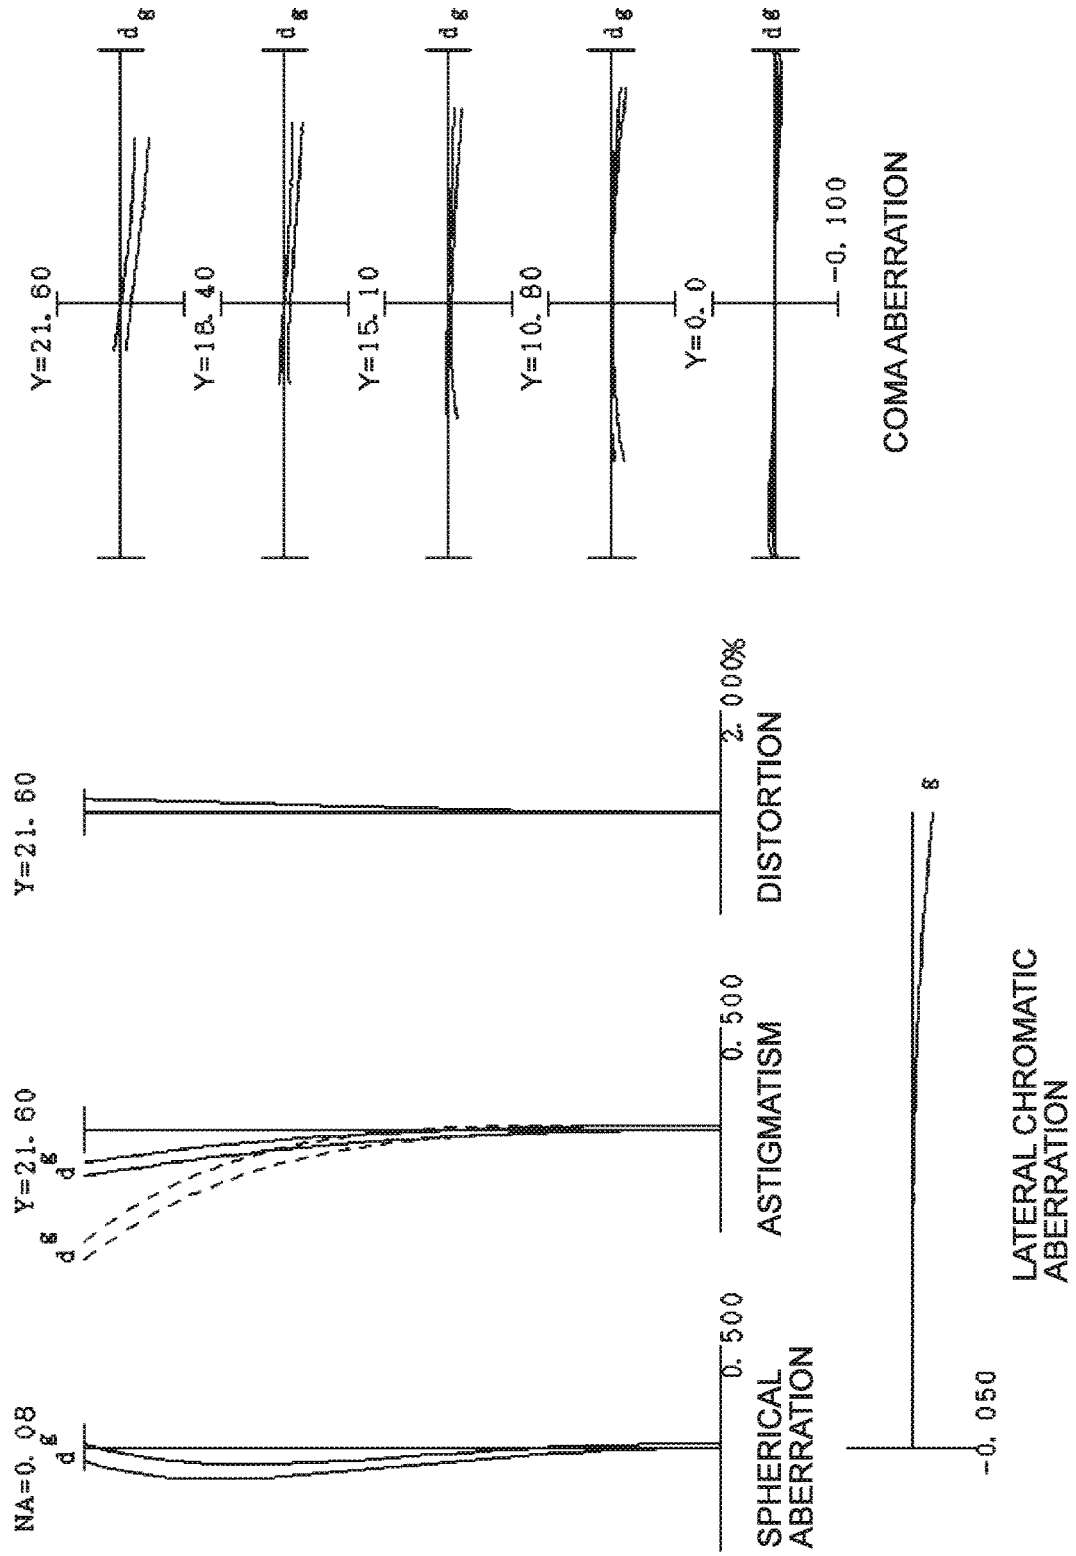 NA=0. 08
d g
0. 500
SPHERICAL
ABERRATION
Y=21. 60
d g
d g
0. 500
ASTIGMATISM
Y=21. 60
2. 000%
DISTORTION
g
-0. 050
LATERAL CHROMATIC
ABERRATION
Y=21. 60
d g
Y=18. 40
d g
Y=15. 10
d g
Y=10. 80
d g
Y=0. 0
d g
-0. 100
COMA ABERRATION